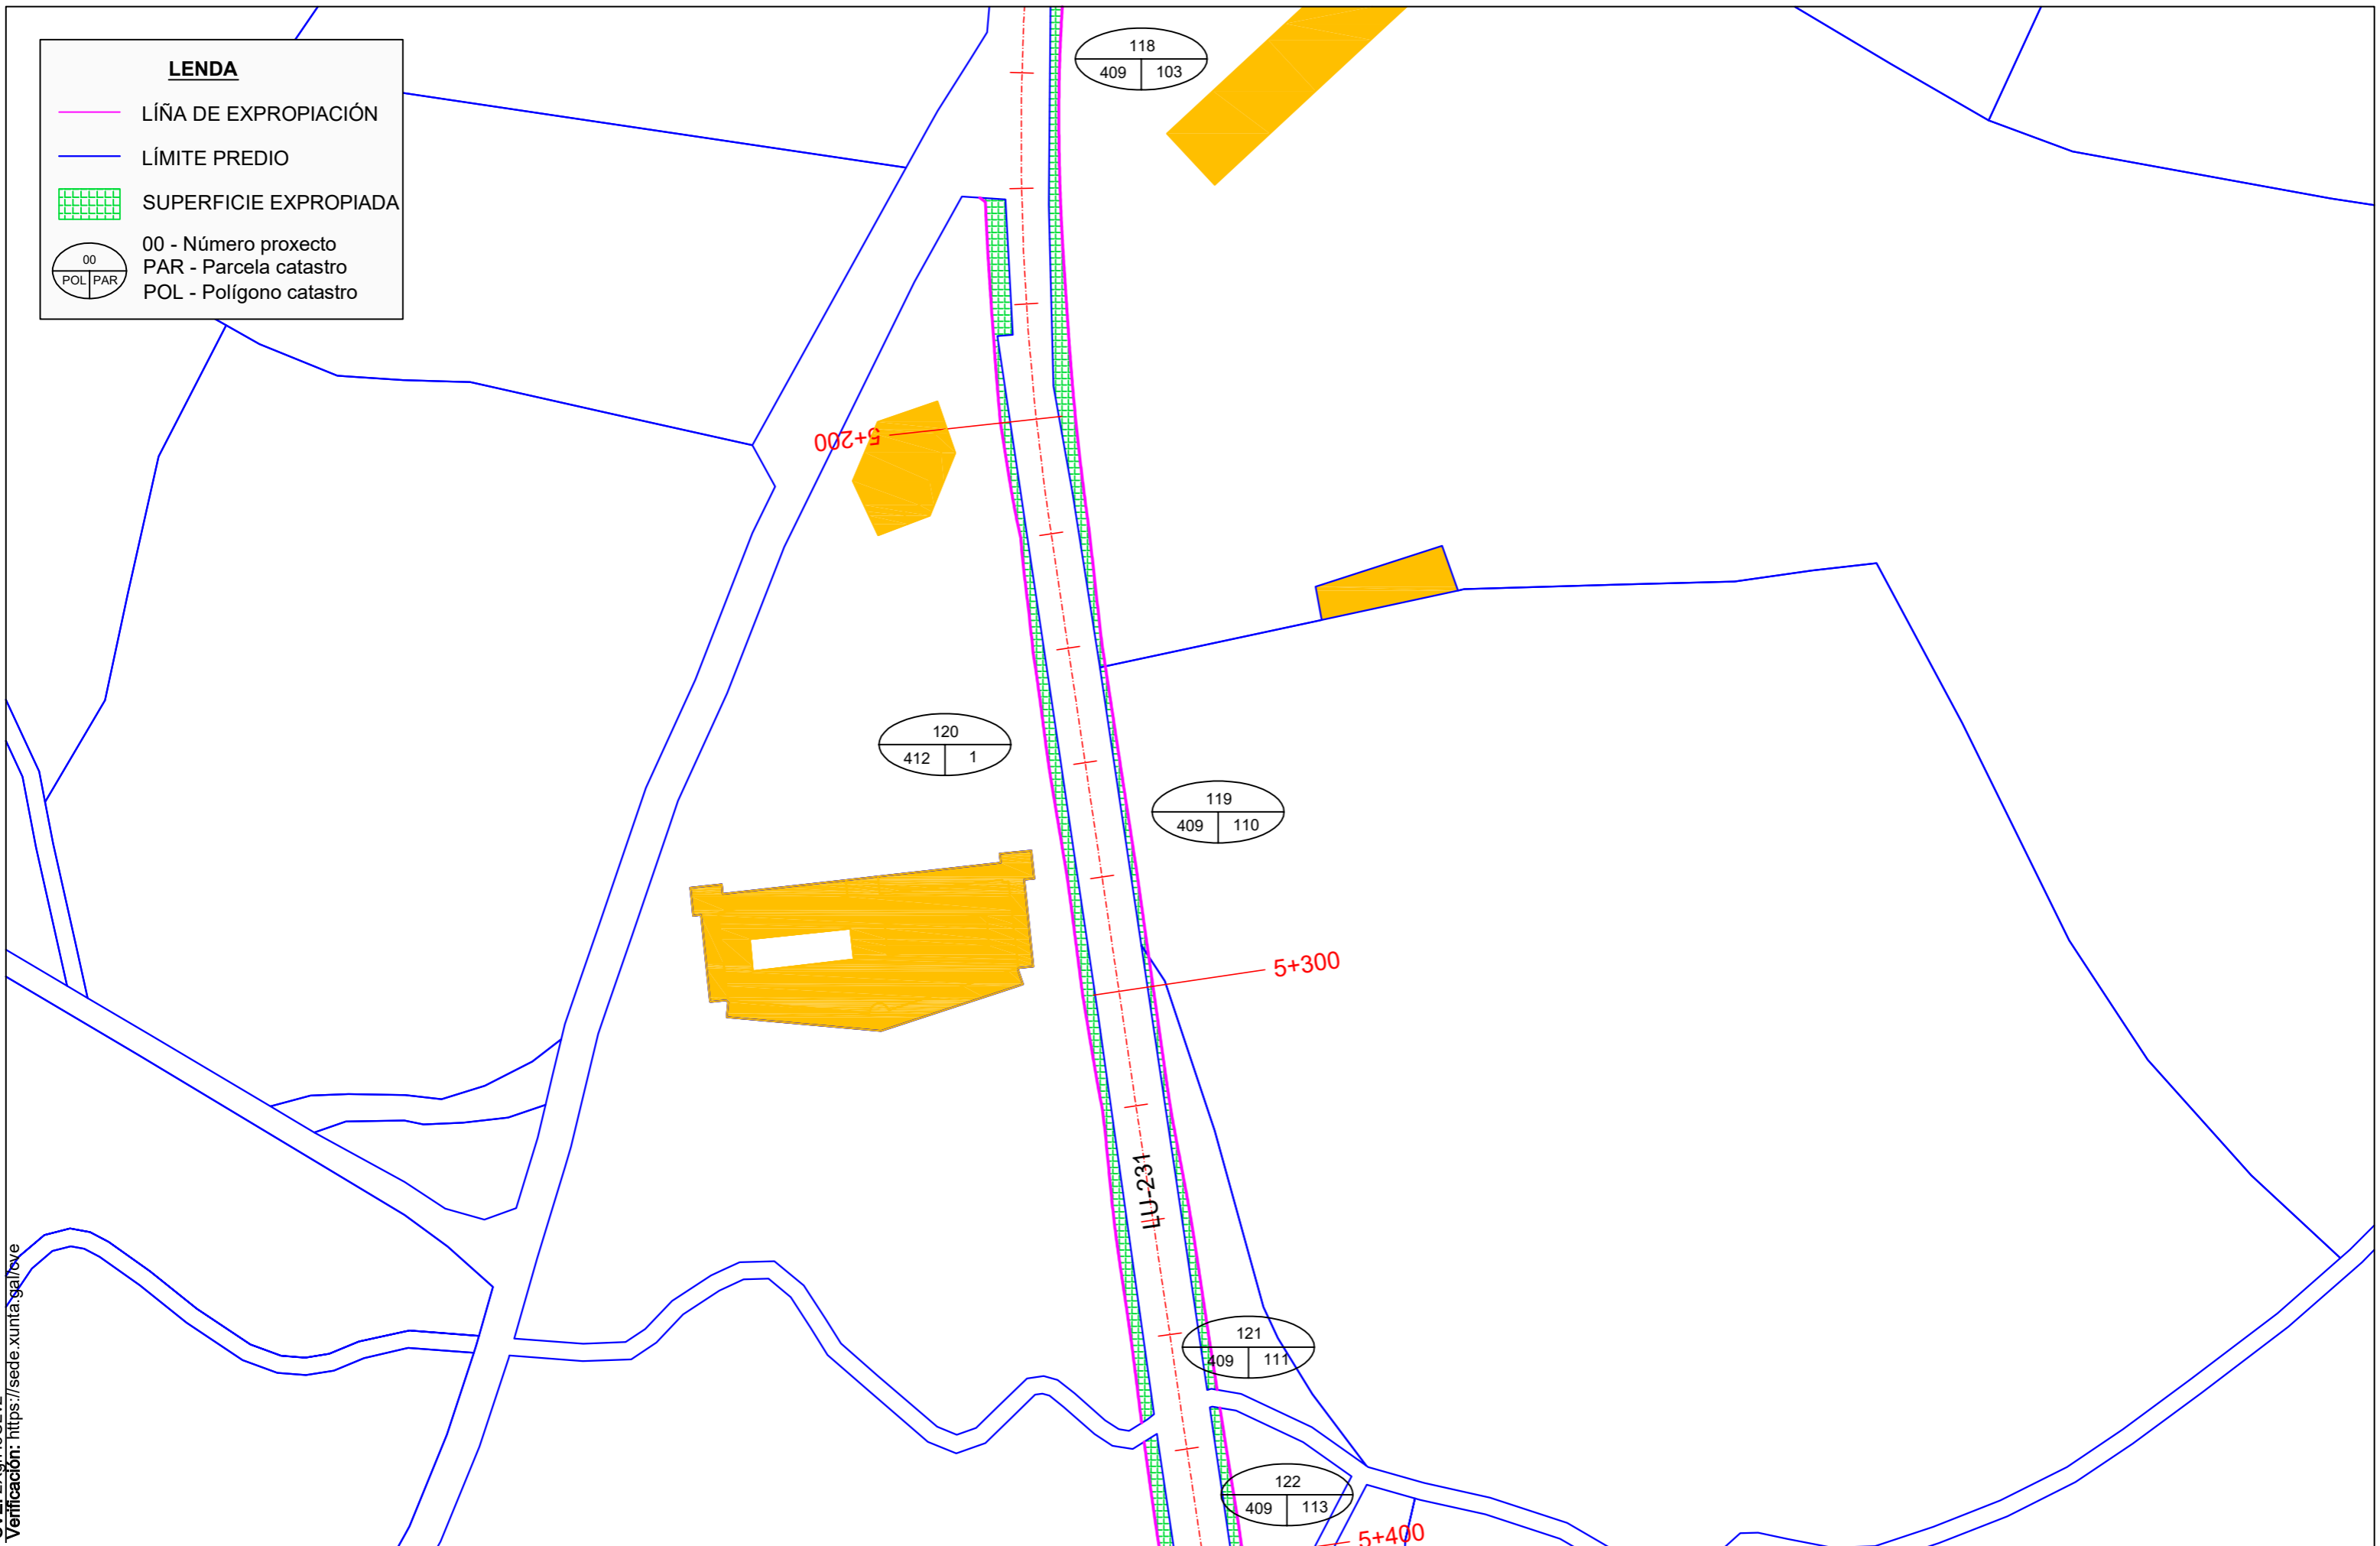 LENDA
LÍÑA DE EXPROPIACIÓN
LÍMITE PREDIO
SUPERFICIE EXPROPIADA
00
POL PAR
00 - Número proxecto
PAR - Parcela catastro
POL - Polígono catastro
118
409 103
5+200
120
412 1
119
409 110
5+300
LU-231
121
409 111
122
409 113
5+400
Verificación: https://sede.xunta.gal/cve